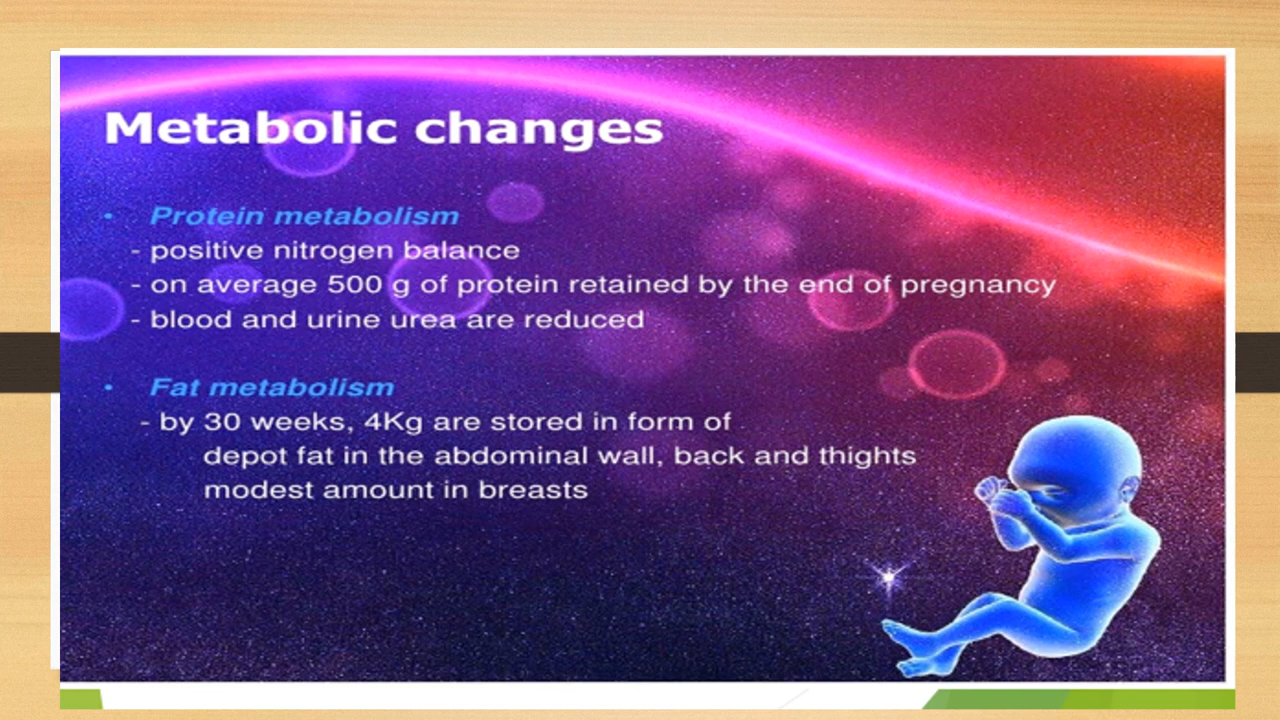 Metabolic changes
• Protein metabolism
- positive nitrogen balance
- on average 500 g of protein retained by the end of pregnancy
- blood and urine urea are reduced
• Fat metabolism
- by 30 weeks, 4Kg are stored in form of
depot fat in the abdominal wall, back and thights
modest amount in breasts